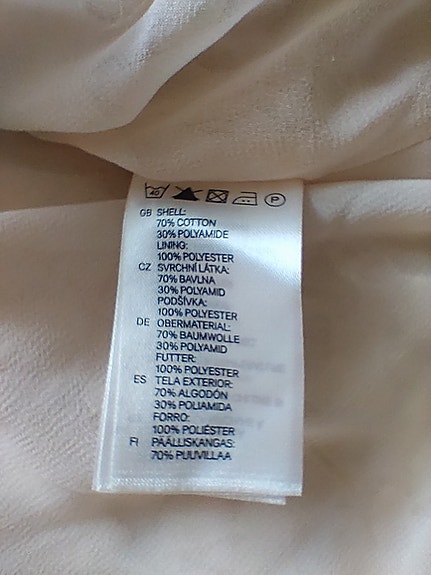 40 P
GB SHELL:
70% COTTON
30% POLYAMIDE
LINING:
100% POLYESTER
CZ SVRCHNÍ LÁTKA:
70% BAVLNA
30% POLYAMID
PODŠÍVKA:
100% POLYESTER
DE OBERMATERIAL:
70% BAUMWOLLE
30% POLYAMID
FUTTER:
100% POLYESTER
ES TELA EXTERIOR:
70% ALGODÓN
30% POLIAMIDA
FORRO:
100% POLIÉSTER
FI PÄÄLLISKANGAS:
70% PUUVILLAA